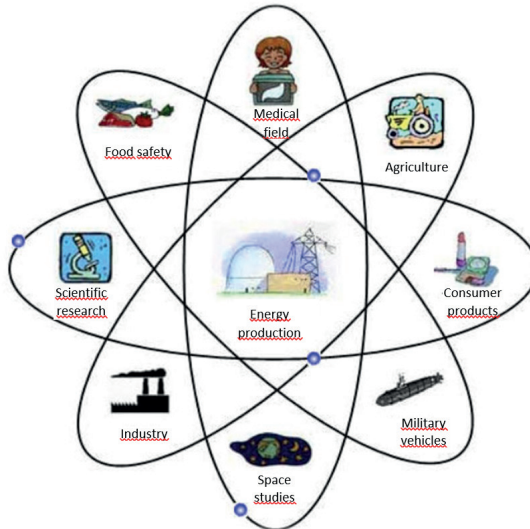 Medical
field
Food safety
Agriculture
Scientific
research
Energy
production
Consumer
products
Industry
Military
vehicles
Space
studies